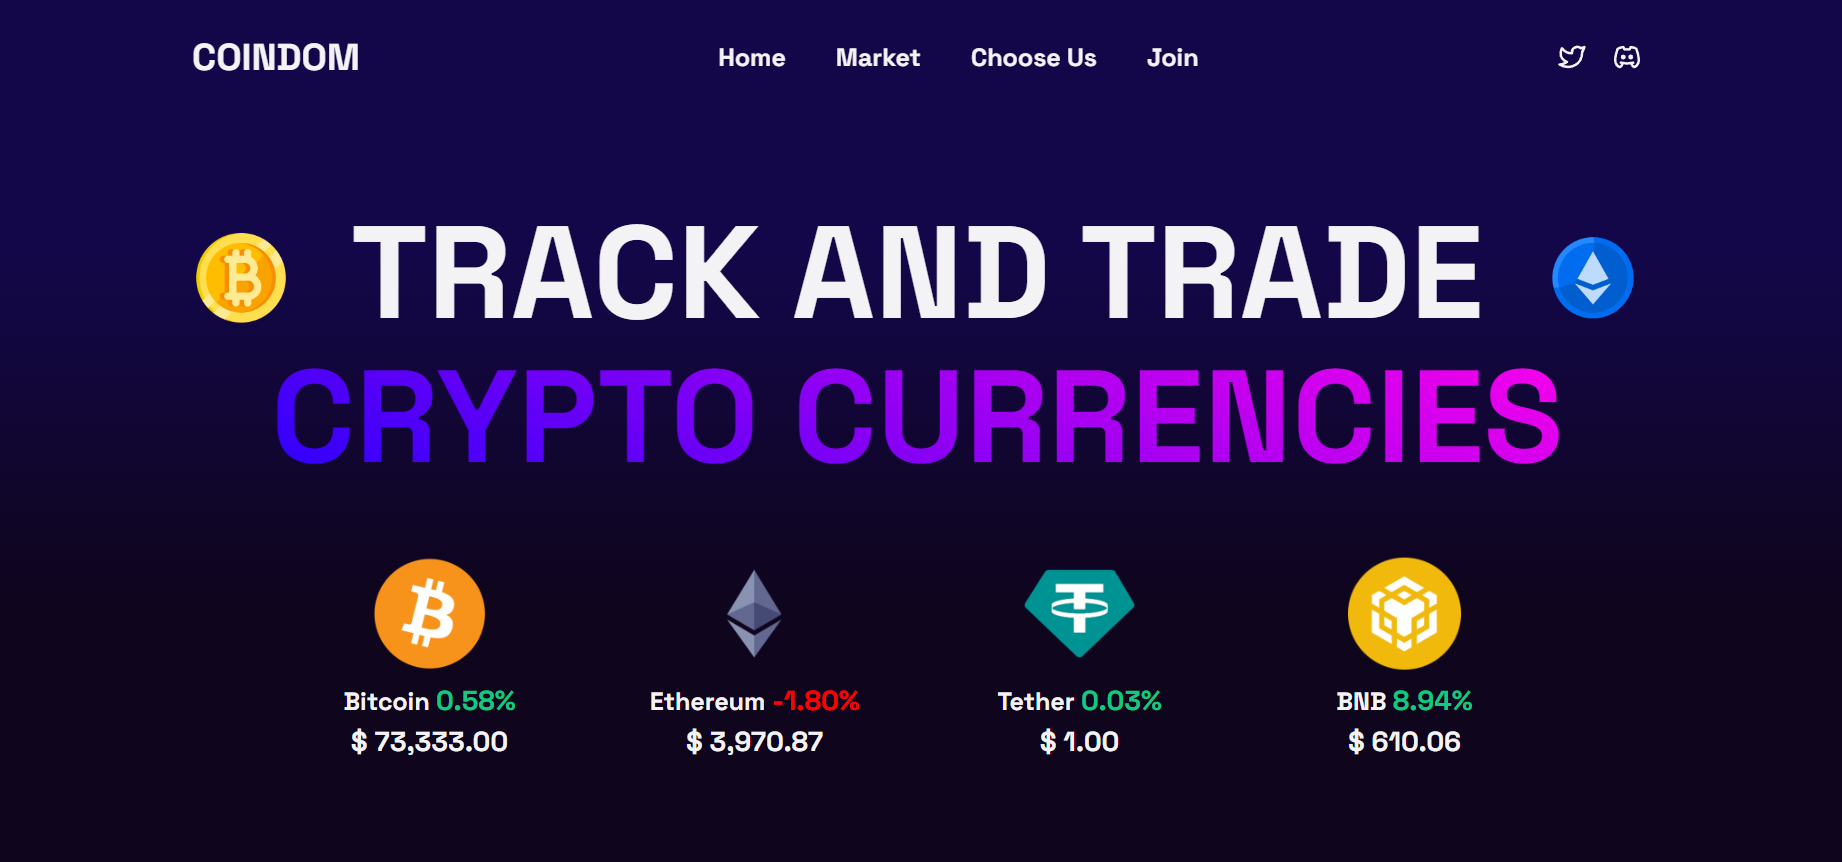 COINDOM Home Market Choose Us Join
TRACK AND TRADE
CRYPTO CURRENCIES
Bitcoin 0.58% Ethereum -1.80% Tether 0.03% BNB 8.94%
$ 73,333.00 $ 3,970.87 $ 1.00 $ 610.06